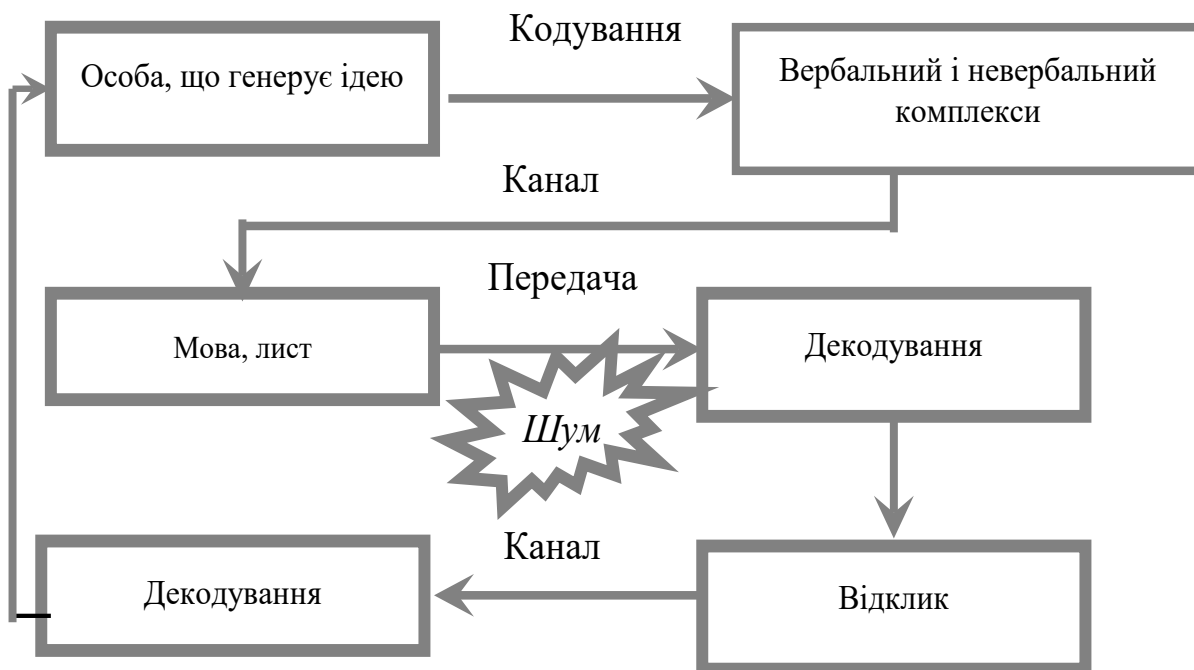 Кодування
Особа, що генерує ідею
Вербальний і невербальний
комплекси
Канал
Передача
Мова, лист
Декодування
Шум
Канал
Декодування
Відклик